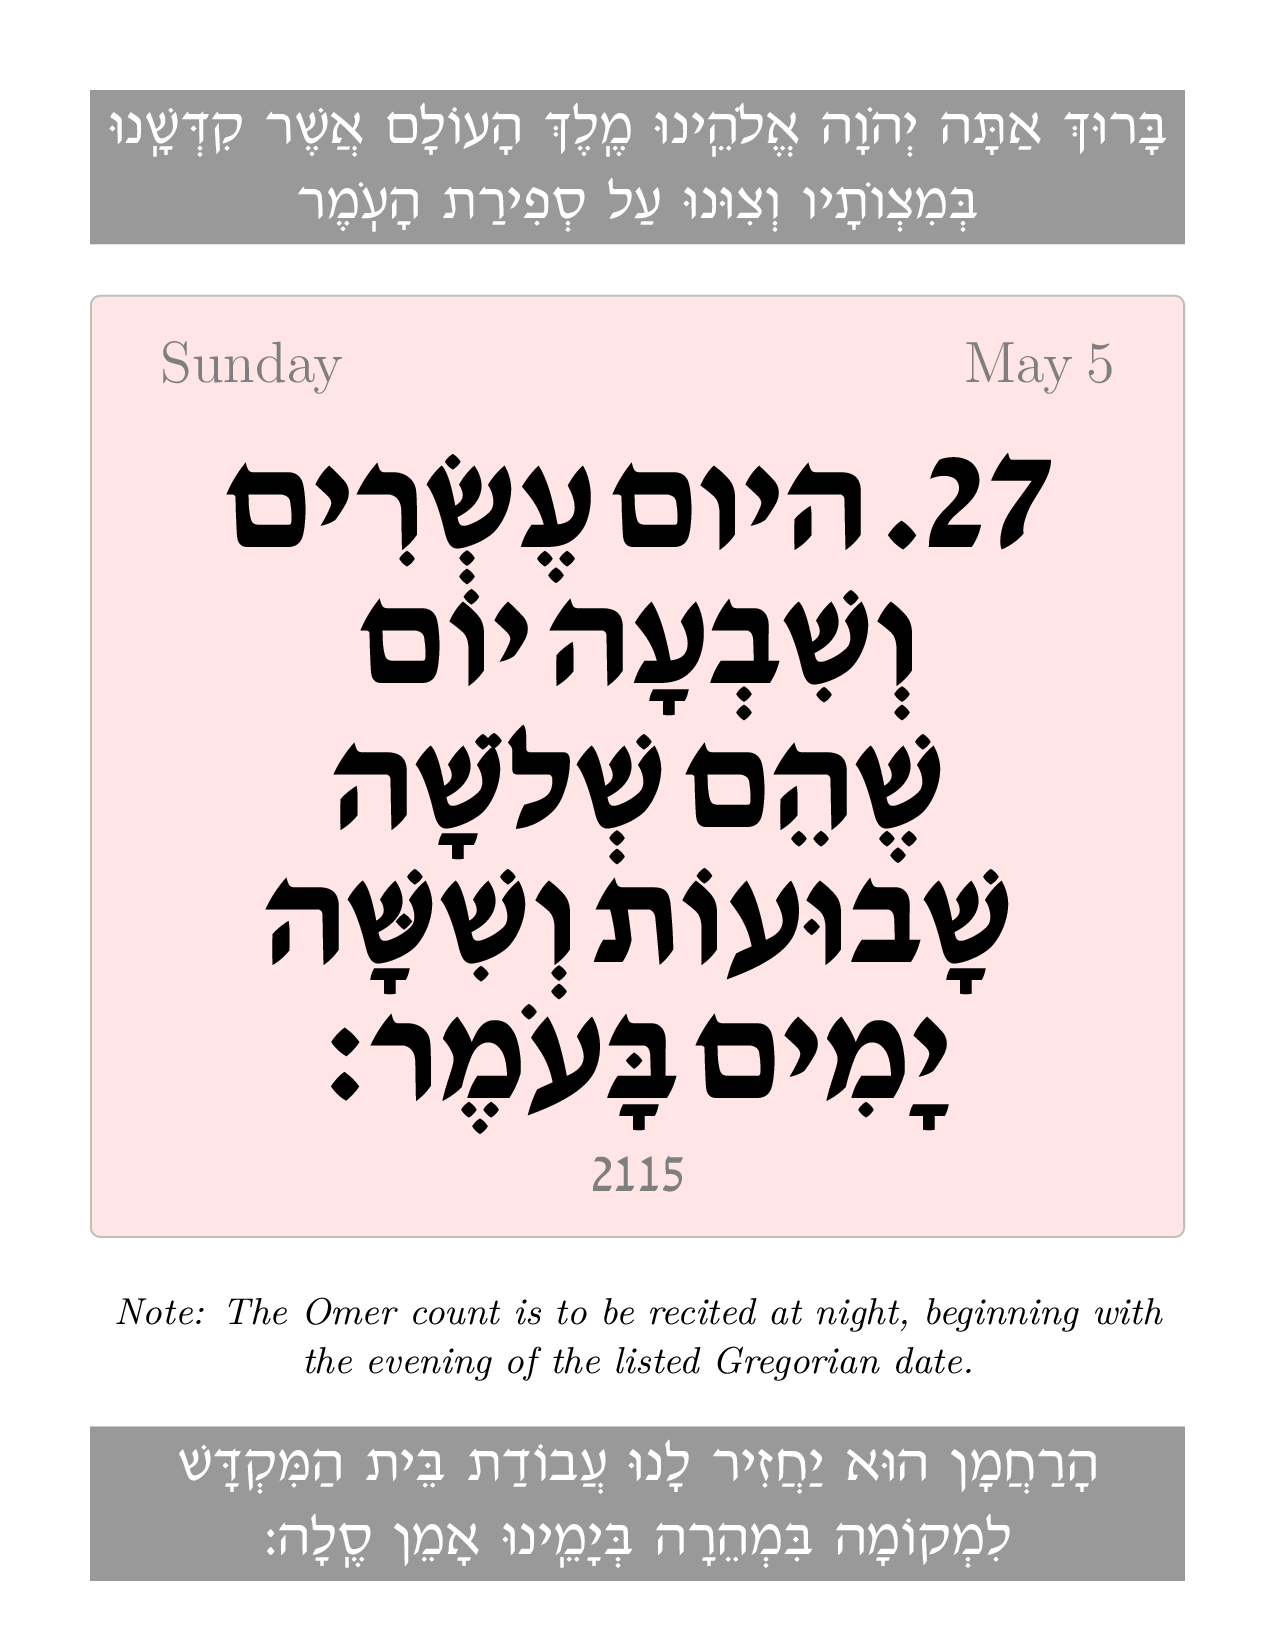 בָּרוּךְ אַתָּה יְהֹוָה אֱלֹהֵֽינוּ מֶֽלֶךְ הָעוֹלָם אֲשֶׁר קִדְּשָֽׁנוּ
בְּמִצְוֹתָיו וְצִוּנוּ עַל סְפִירַת הָעֹֽמֶר
Sunday May 5
27. היום עֶשְׂרִים
וְשִׁבְעָה יוֹם
שֶׁהֵם שְׁלֹשָׁה
שָׁבוּעוֹת וְשִׁשָּׁה
יָמִים בָּעֹמֶר:
2115
Note: The Omer count is to be recited at night, beginning with
the evening of the listed Gregorian date.
הָרַחֲמָן הוּא יַחֲזִיר לָנוּ עֲבוֹדַת בֵּית הַמִּקְדָּשׁ
לִמְקוֹמָה בִּמְהֵרָה בְּיָמֵֽינוּ אָמֵן סֶֽלָה: